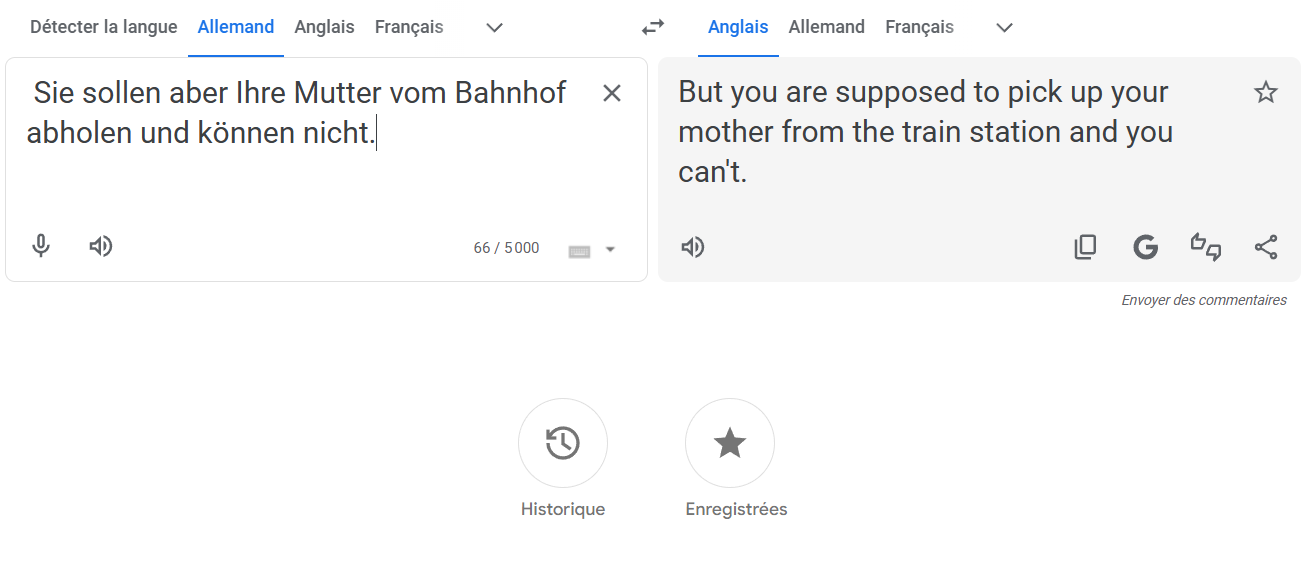 Détecter la langue Allemand Anglais Français
Anglais Allemand Français
Sie sollen aber Ihre Mutter vom Bahnhof
abholen und können nicht.
66 / 5 000
But you are supposed to pick up your
mother from the train station and you
can't.
Envoyer des commentaires
Historique
Enregistrées